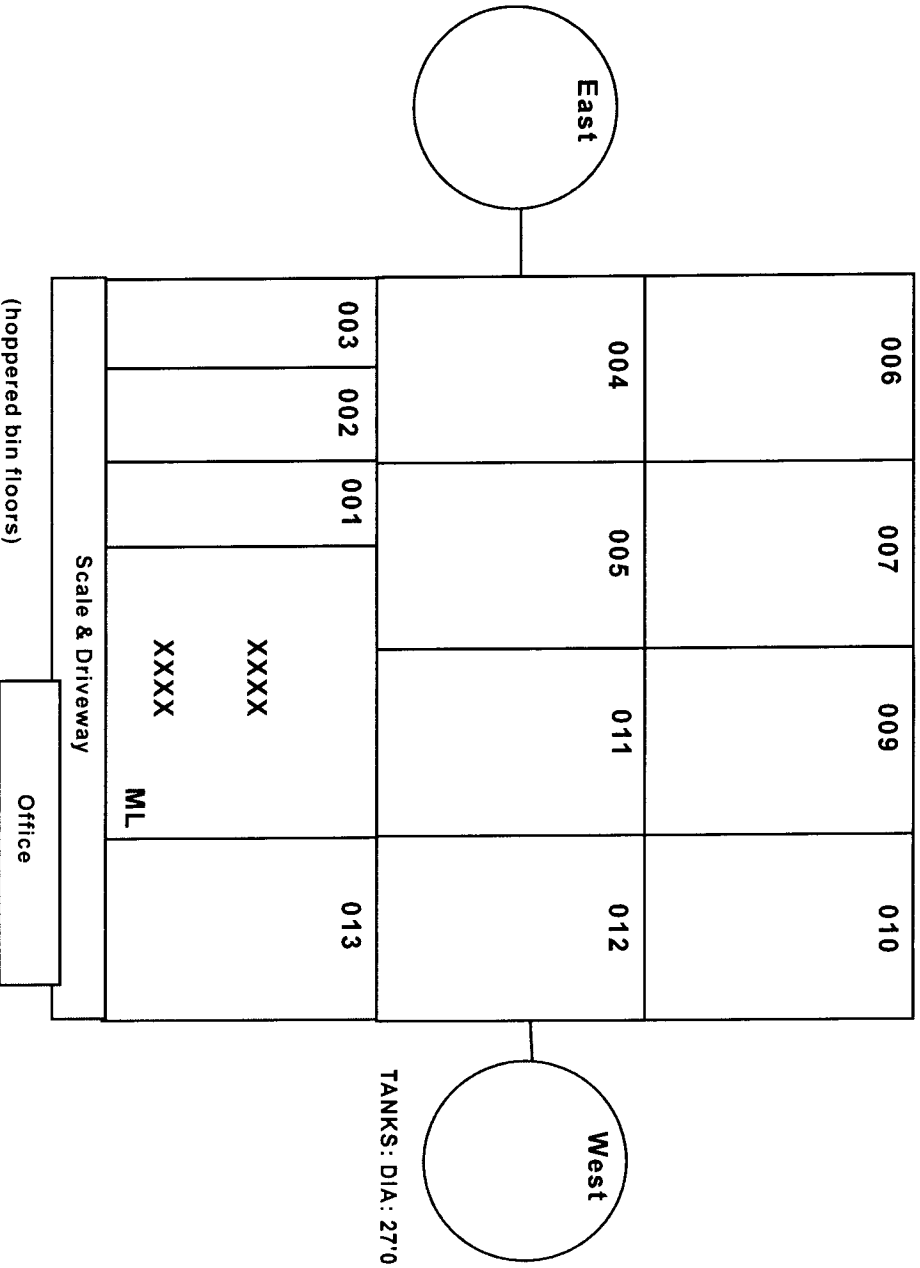 006 007 009 010
East 004 005 011 012 West
TANKS: DIA: 27'0
003 002 001 013
XXXX
XXXX
ML
Scale & Driveway
Office
(hoppered bin floors)